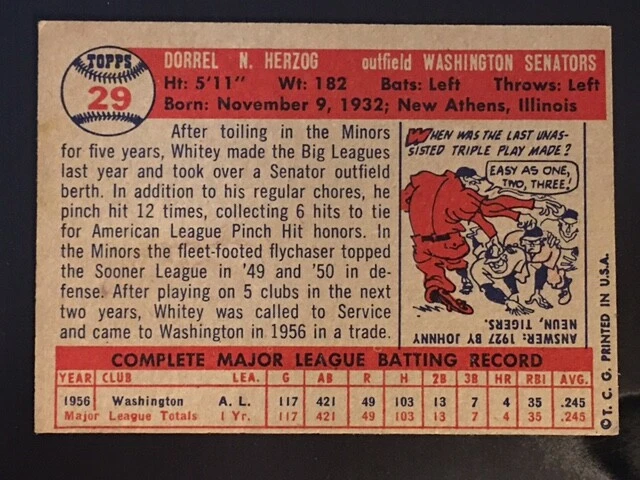 TOPPS
29
DORREL N. HERZOG outfield WASHINGTON SENATORS
Ht: 5'11" Wt: 182 Bats: Left Throws: Left
Born: November 9, 1932; New Athens, Illinois
After toiling in the Minors
for five years, Whitey made the Big Leagues
last year and took over a Senator outfield
berth. In addition to his regular chores, he
pinch hit 12 times, collecting 6 hits to tie
for American League Pinch Hit honors. In
the Minors the fleet-footed flychaser topped
the Sooner League in '49 and '50 in de-
fense. After playing on 5 clubs in the next
two years, Whitey was called to Service
and came to Washington in 1956 in a trade.
WHEN WAS THE LAST UNAS-
SISTED TRIPLE PLAY MADE?
EASY AS ONE,
TWO, THREE!
ANSWER: 1927 BY JOHNNY
NEUN, TIGERS.
COMPLETE MAJOR LEAGUE BATTING RECORD
YEAR CLUB LEA. G AB R H 2B 3B HR RBI AVG.
1956 Washington A. L. 117 421 49 103 13 7 4 35 .245
Major League Totals 1 Yr. 117 421 49 103 13 7 4 35 .245
©T. C. G. PRINTED IN U.S.A.